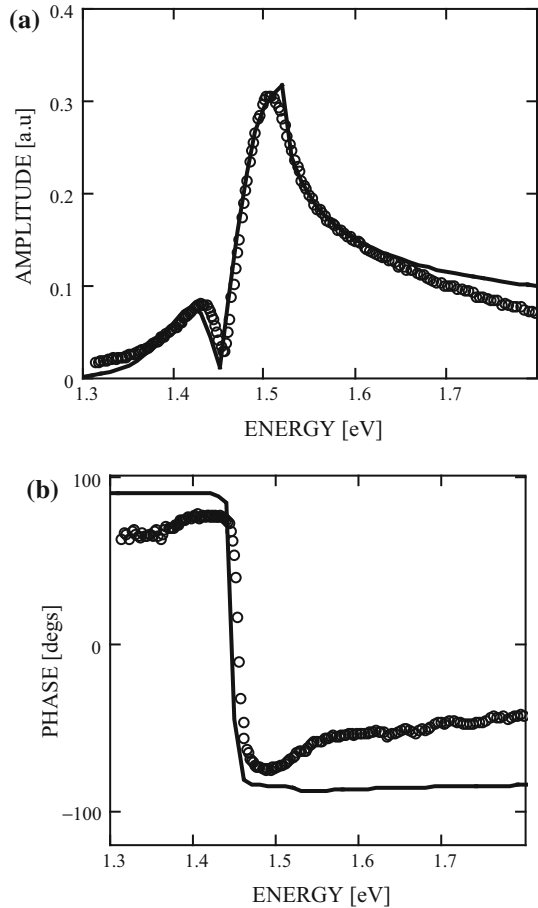 (a)
0.4
0.3
0.2
0.1
0
AMPLITUDE [a.u]
1.3 1.4 1.5 1.6 1.7
ENERGY [eV]
(b)
100
0
−100
PHASE [degs]
1.3 1.4 1.5 1.6 1.7
ENERGY [eV]